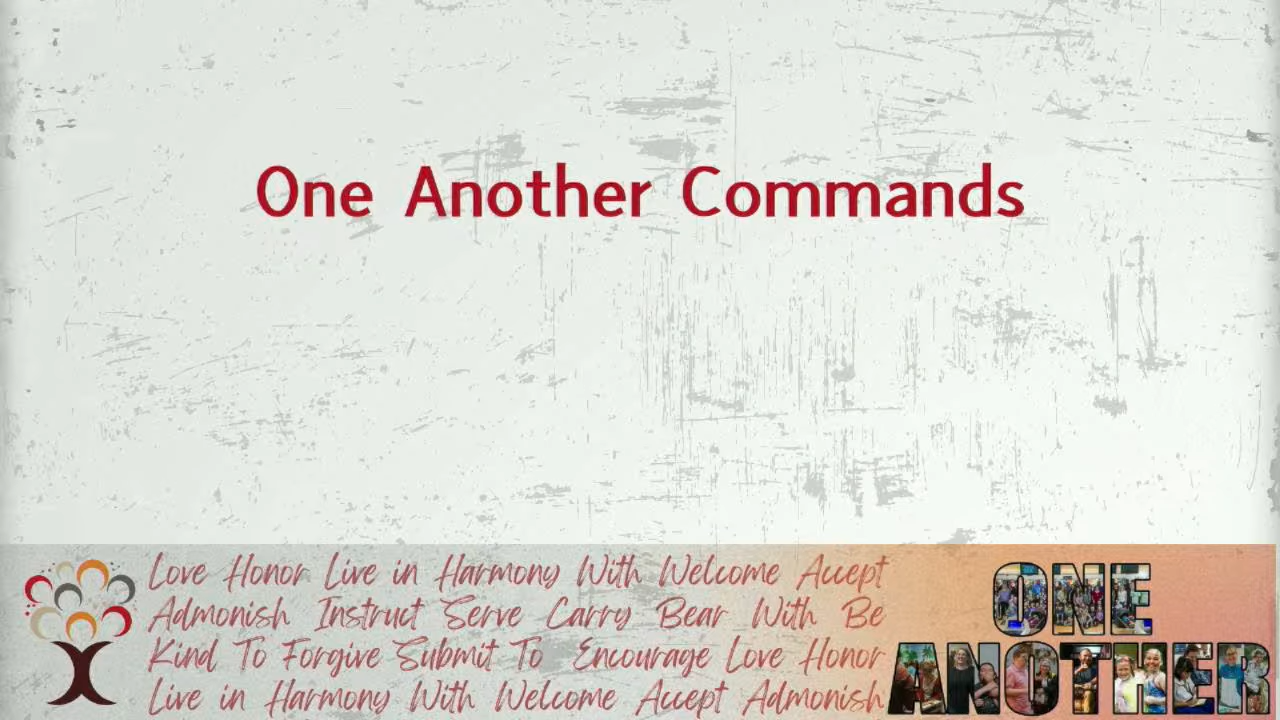 One Another Commands
Love Honor Live in Harmony With Welcome Accept
Admonish Instruct Serve Carry Bear With Be
Kind To Forgive Submit To Encourage Love Honor
Live in Harmony With Welcome Accept Admonish
ONE
ANOTHER